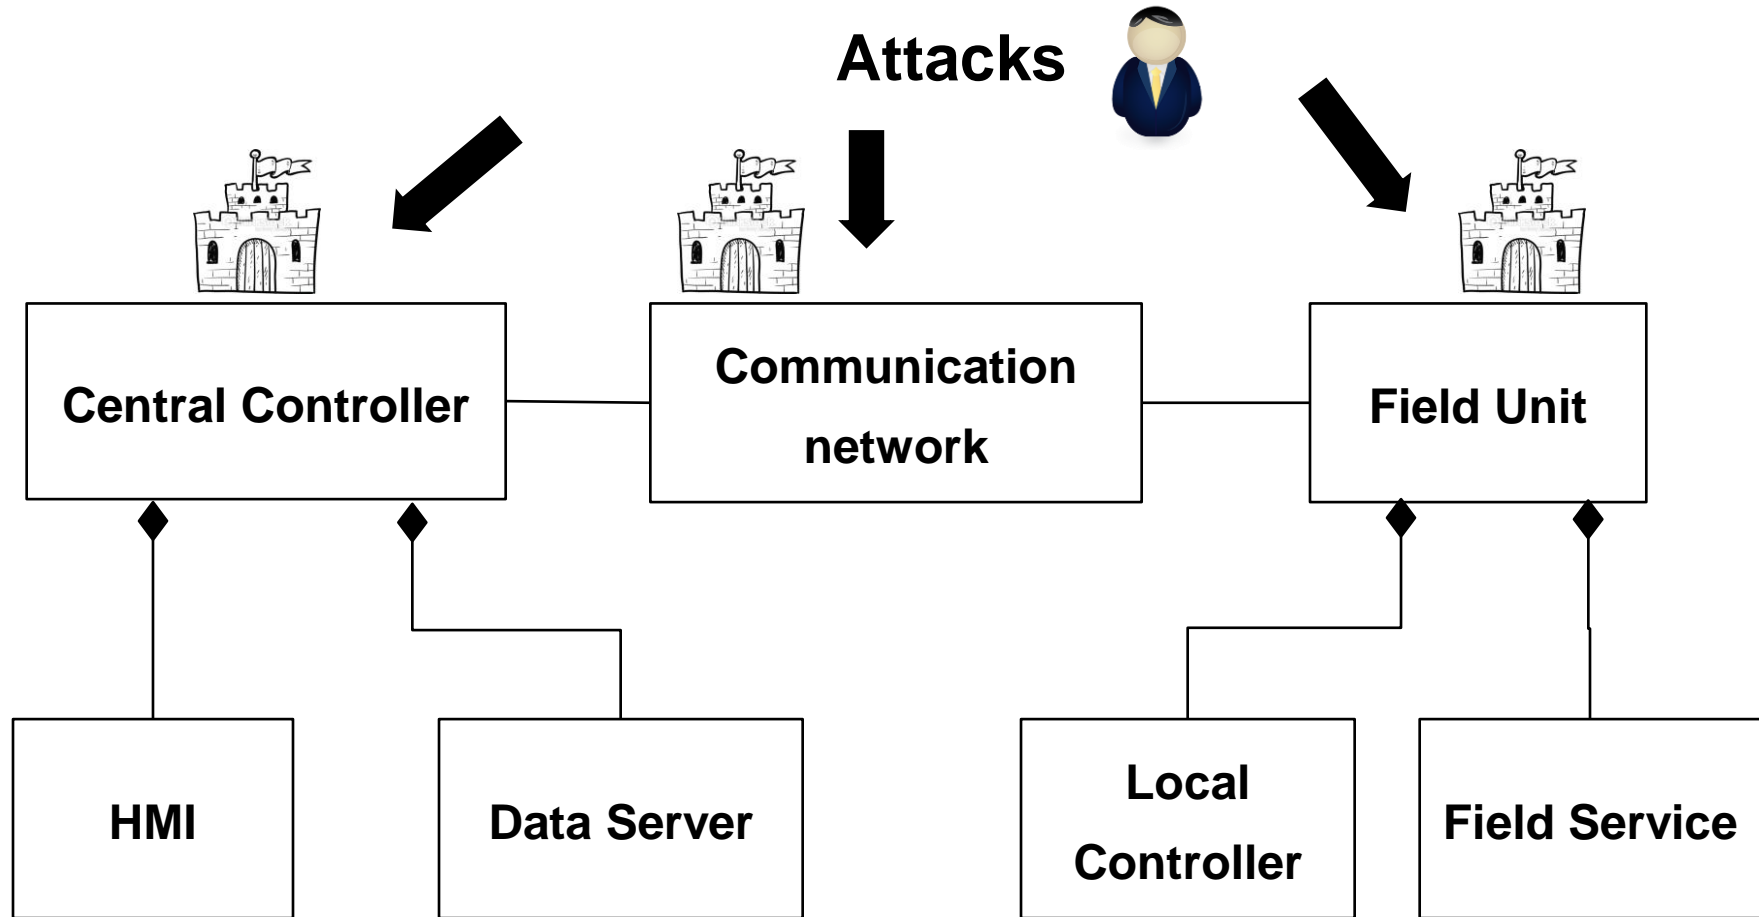 Attacks
Central Controller
Communication
network
Field Unit
HMI
Data Server
Local
Controller
Field Service